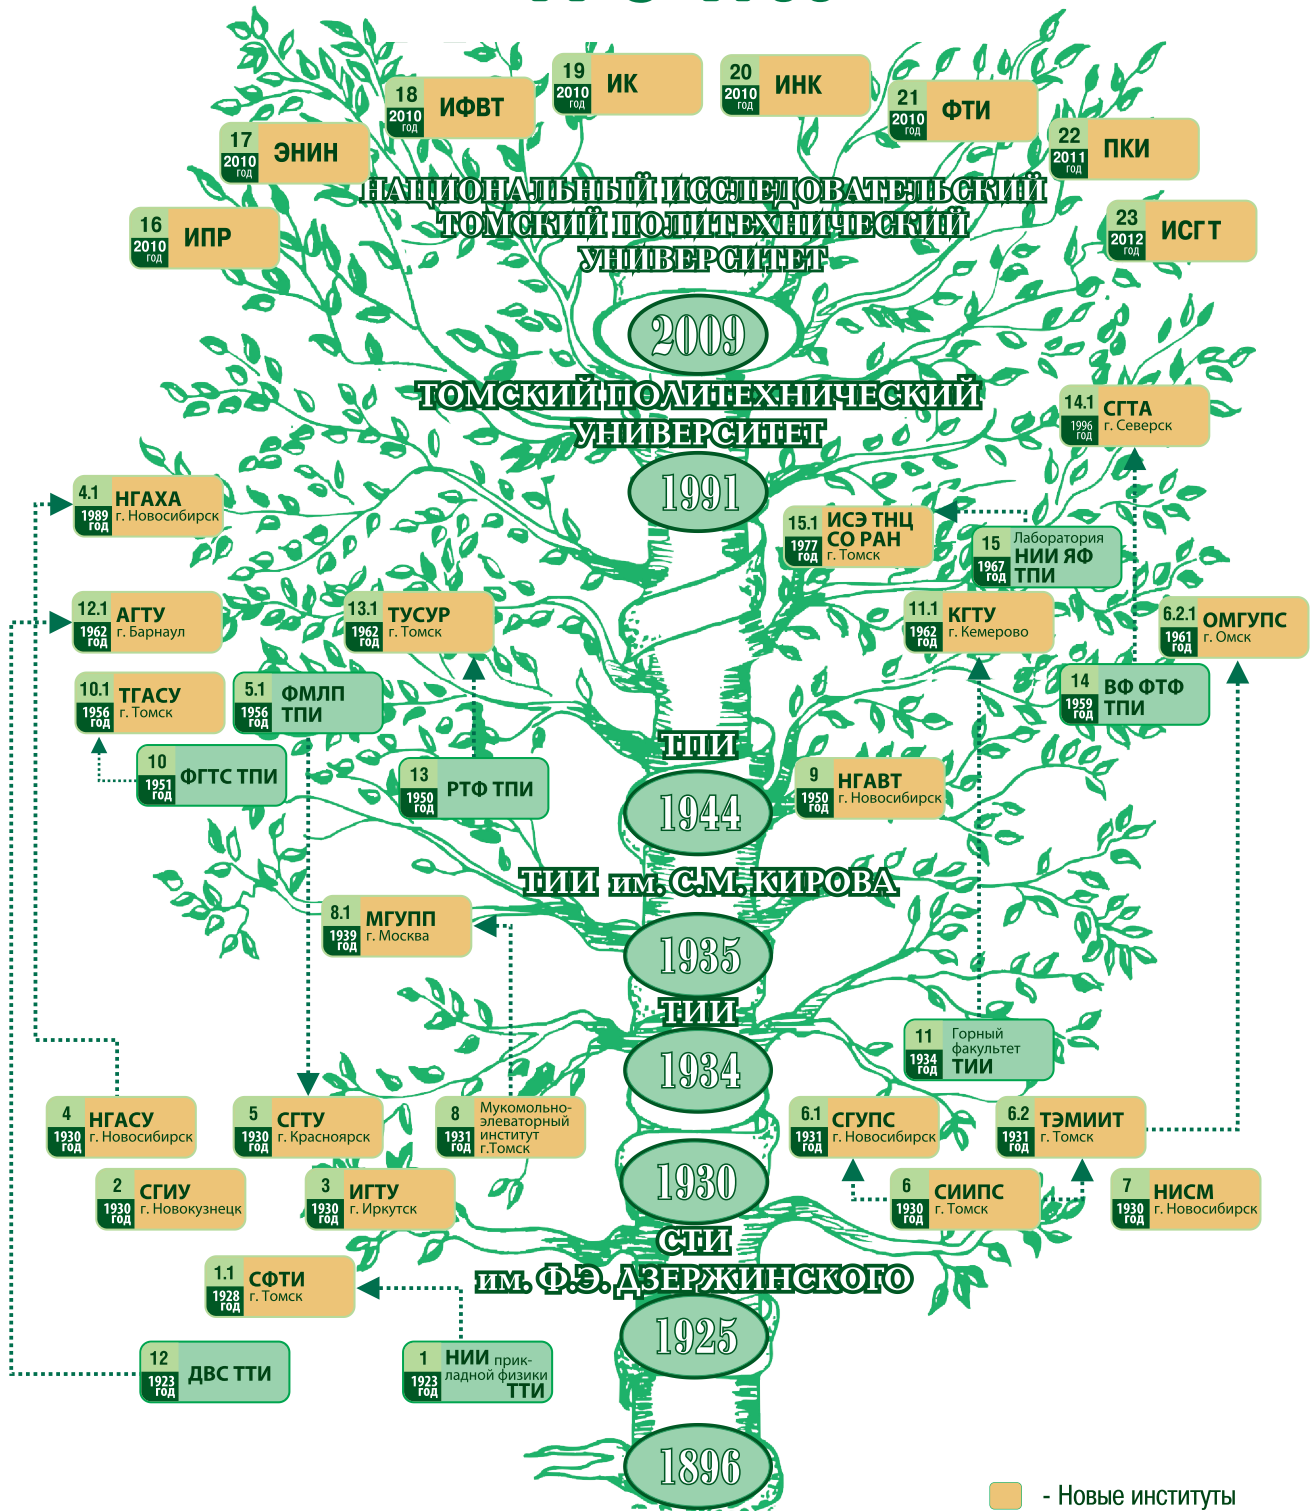 19
2010
год
ИК
20
2010
год
ИНК
18
2010
год
ИФВТ
21
2010
год
ФТИ
17
2010
год
ЭНИН
22
2011
год
ПКИ
НАЦИОНАЛЬНЫЙ ИССЛЕДОВАТЕЛЬСКИЙ
ТОМСКИЙ ПОЛИТЕХНИЧЕСКИЙ
УНИВЕРСИТЕТ
16
2010
год
ИПР
23
2012
год
ИСГТ
2009
ТОМСКИЙ ПОЛИТЕХНИЧЕСКИЙ
УНИВЕРСИТЕТ
14.1
1996
год
СГТА
г. Северск
1991
4.1
1989
год
НГАХА
г. Новосибирск
15.1
1977
год
ИСЭ ТНЦ
СО РАН
г. Томск
15
1967
год
Лаборатория
НИИ ЯФ
ТПИ
12.1
1962
год
АГТУ
г. Барнаул
13.1
1962
год
ТУСУР
г. Томск
11.1
1962
год
КГТУ
г. Кемерово
6.2.1
1961
год
ОМГУПС
г. Омск
10.1
1956
год
ТГАСУ
г. Томск
5.1
1956
год
ФМЛП
ТПИ
14
1959
год
ВФ ФТФ
ТПИ
ТПИ
10
1951
год
ФГТС ТПИ
13
1950
год
РТФ ТПИ
1944
9
1950
год
НГАВТ
г. Новосибирск
ТИИ им. С.М. КИРОВА
8.1
1939
год
МГУПП
г. Москва
1935
ТИИ
11
1934
год
Горный
факультет
ТИИ
1934
4
1930
год
НГАСУ
г. Новосибирск
5
1930
год
СГТУ
г. Красноярск
8
1931
год
Мукомольно-
элеваторный
институт
г.Томск
6.1
1931
год
СГУПС
г. Новосибирск
6.2
1931
год
ТЭМИИТ
г. Томск
2
1930
год
СГИУ
г. Новокузнецк
3
1930
год
ИГТУ
г. Иркутск
1930
6
1930
год
СИИПС
г. Томск
7
1930
год
НИСМ
г. Новосибирск
СТИ
им. Ф.Э. ДЗЕРЖИНСКОГО
1.1
1928
год
СФТИ
г. Томск
1925
12
1923
год
ДВС ТТИ
1
1923
год
НИИ прик-
ладной физики
ТТИ
1896
- Новые институты